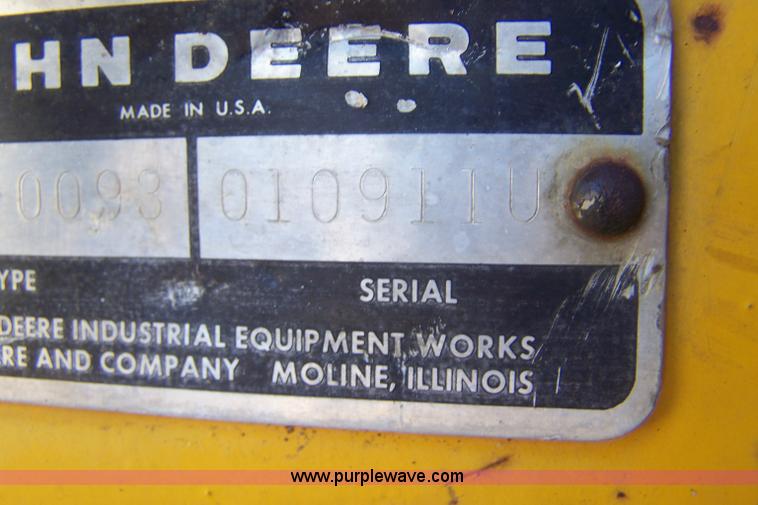 HN DEERE
MADE IN U.S.A.
0093 010911U
YPE SERIAL
DEERE INDUSTRIAL EQUIPMENT WORKS
RE AND COMPANY MOLINE, ILLINOIS
www.purplewave.com